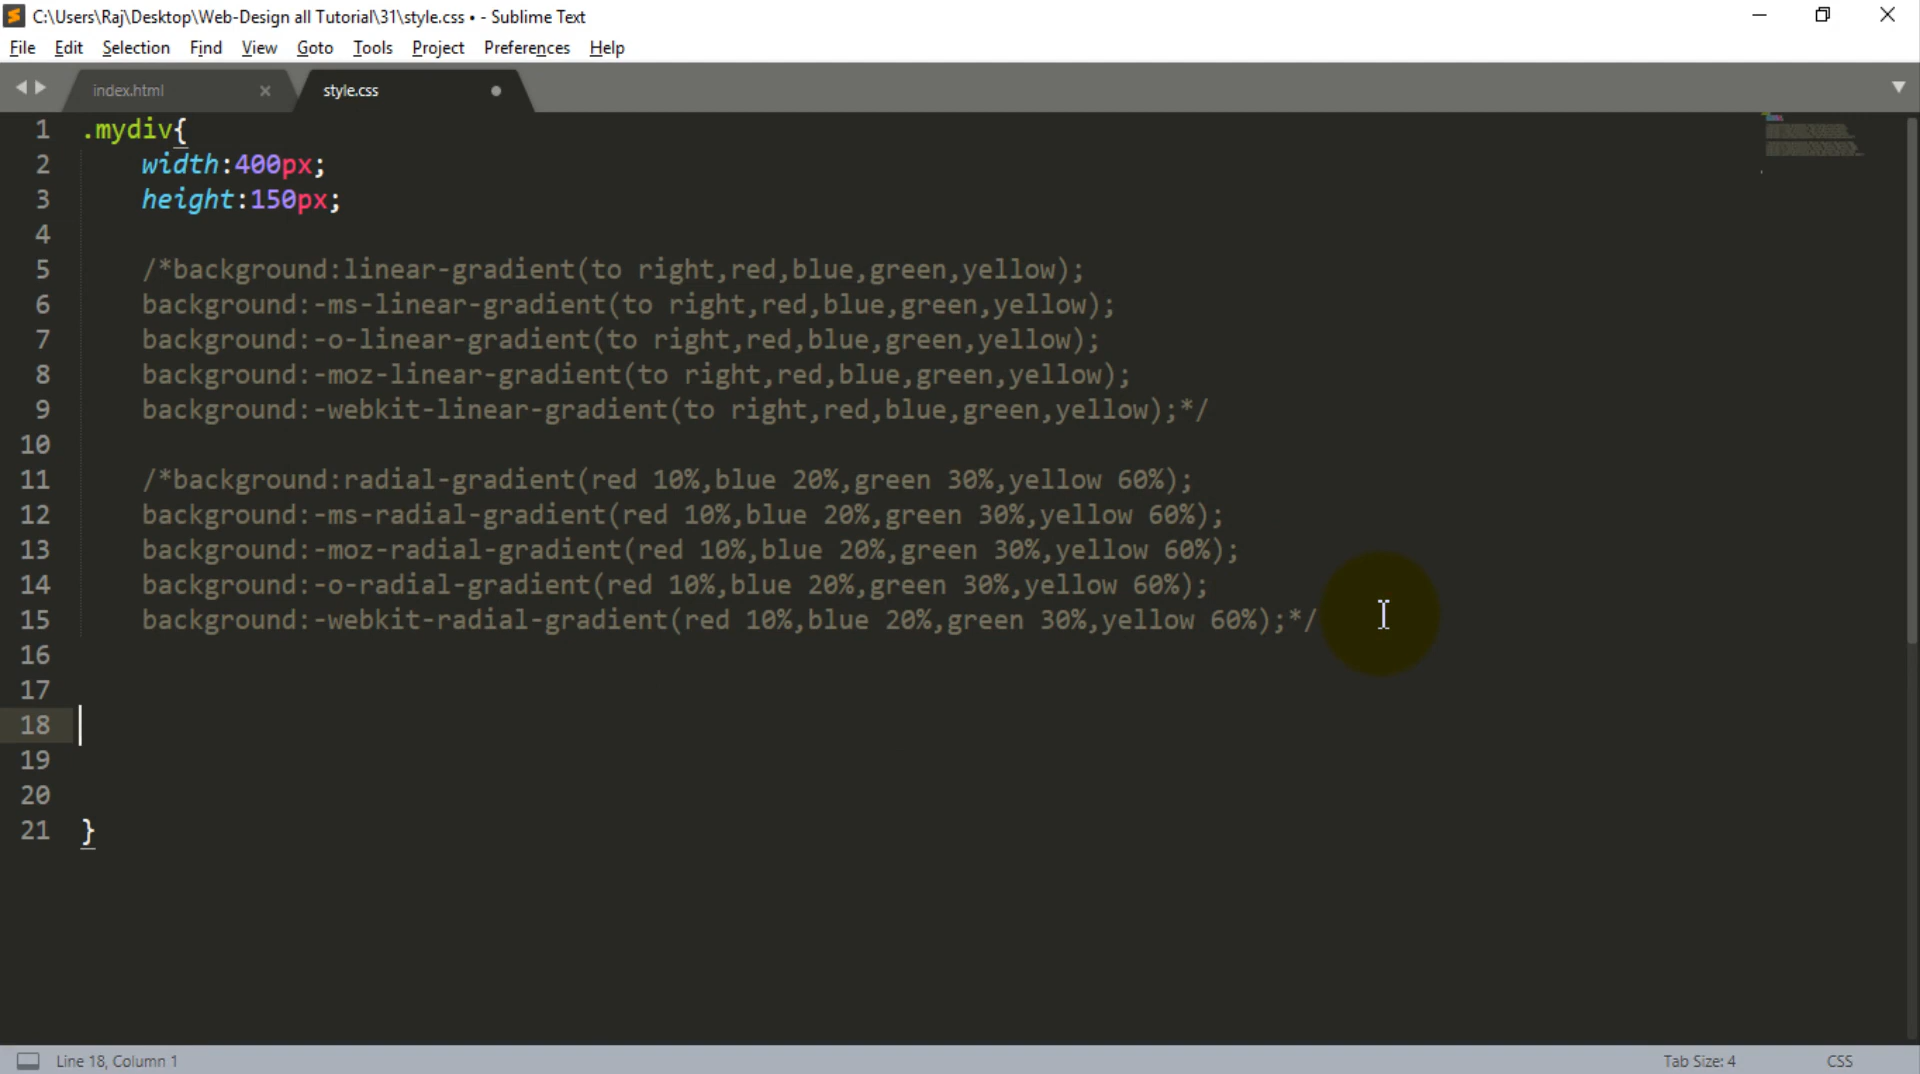 C:\Users\Raj\Desktop\Web-Design all Tutorial\31\style.css • - Sublime Text
File Edit Selection Find View Goto Tools Project Preferences Help
index.html × style.css
1 .mydiv{
2 width:400px;
3 height:150px;
4
5 /*background:linear-gradient(to right,red,blue,green,yellow);
6 background:-ms-linear-gradient(to right,red,blue,green,yellow);
7 background:-o-linear-gradient(to right,red,blue,green,yellow);
8 background:-moz-linear-gradient(to right,red,blue,green,yellow);
9 background:-webkit-linear-gradient(to right,red,blue,green,yellow);*/
10
11 /*background:radial-gradient(red 10%,blue 20%,green 30%,yellow 60%);
12 background:-ms-radial-gradient(red 10%,blue 20%,green 30%,yellow 60%);
13 background:-moz-radial-gradient(red 10%,blue 20%,green 30%,yellow 60%);
14 background:-o-radial-gradient(red 10%,blue 20%,green 30%,yellow 60%);
15 background:-webkit-radial-gradient(red 10%,blue 20%,green 30%,yellow 60%);*/
16
17
18
19
20
21 }
Line 18, Column 1 Tab Size: 4 CSS